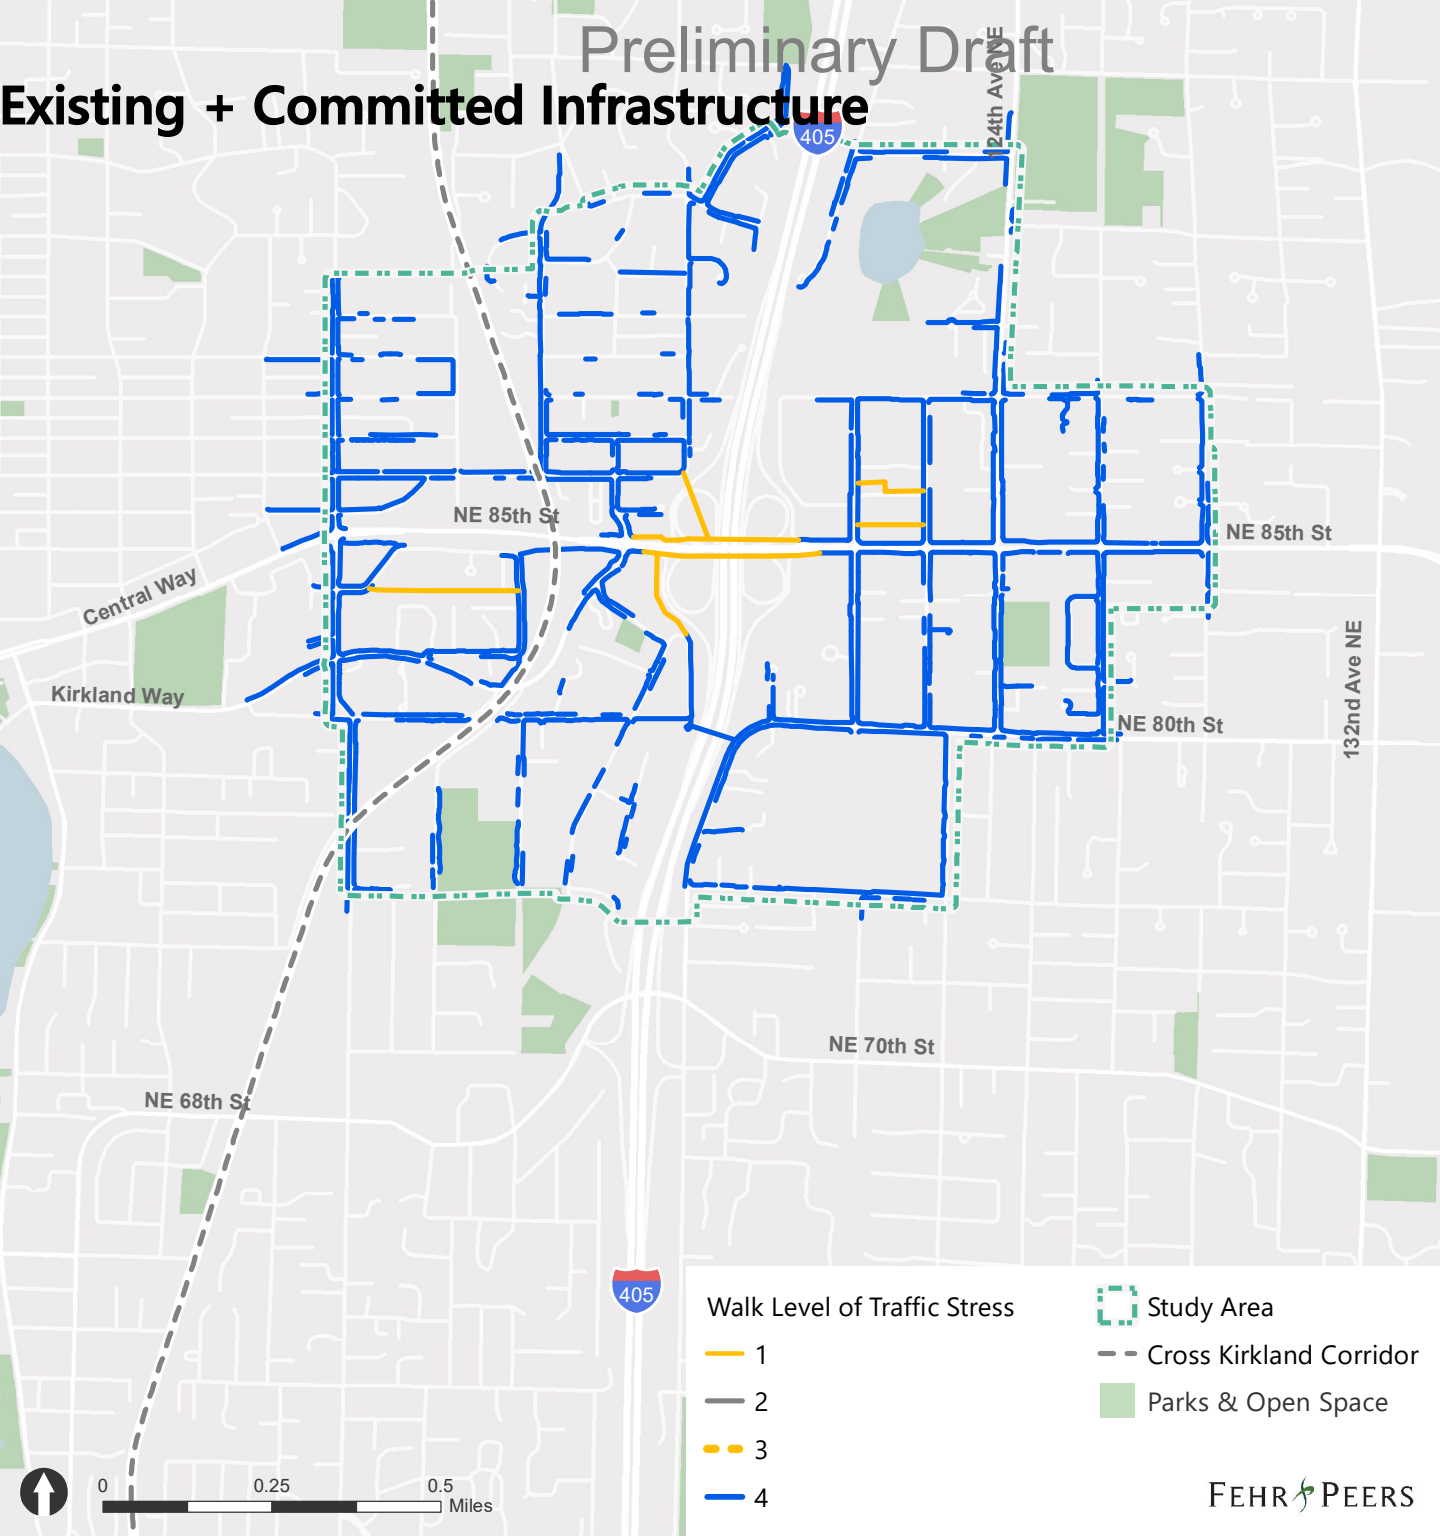 Preliminary Draft
124th Ave NE
Existing + Committed Infrastructure
405
NE 85th St
NE 85th St
Central Way
Kirkland Way
132nd Ave NE
NE 80th St
NE 70th St
NE 68th St
405
Walk Level of Traffic Stress
1
2
3
4
Study Area
Cross Kirkland Corridor
Parks & Open Space
0 0.25 0.5
Miles
FEHR PEERS